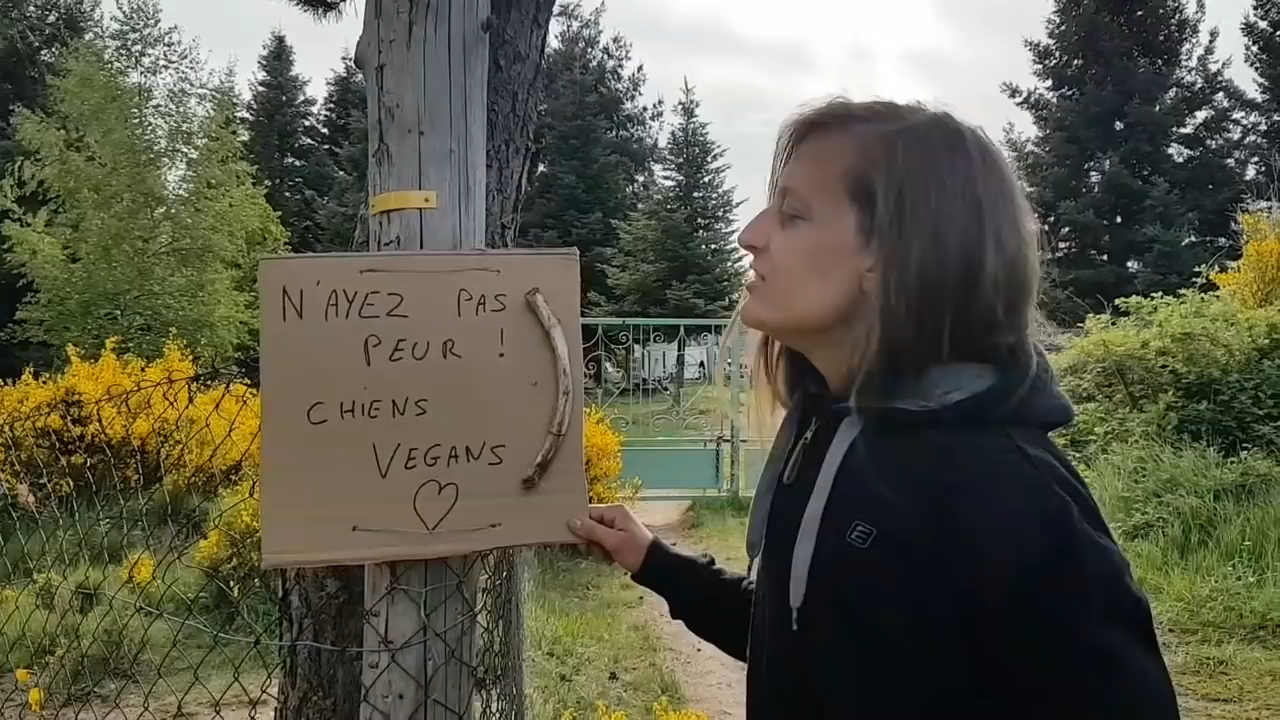 N'AYEZ PAS
PEUR !
CHIENS
VEGANS
E